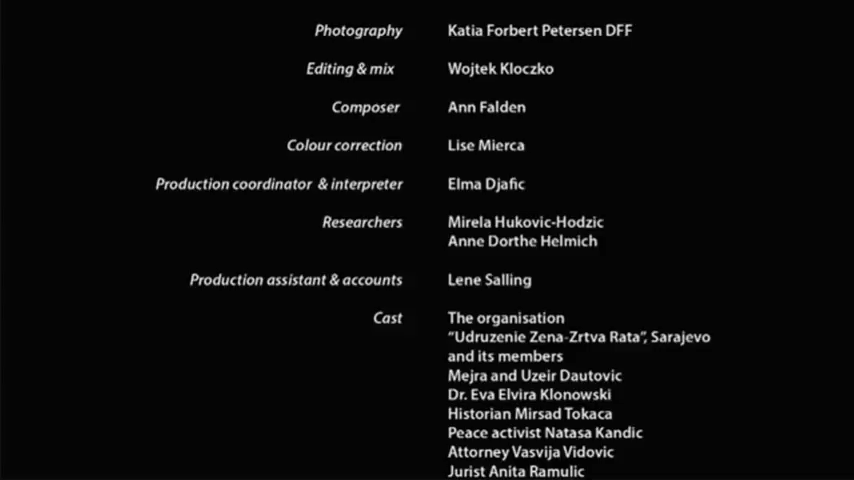 Photography Katia Forbert Petersen DFF
Editing & mix Wojtek Kloczko
Composer Ann Falden
Colour correction Lise Mierca
Production coordinator & interpreter Elma Djafic
Researchers Mirela Hukovic-Hodzic
Anne Dorthe Helmich
Production assistant & accounts Lene Salling
Cast The organisation
“Udruzenie Zena-Zrtva Rata”, Sarajevo
and its members
Mejra and Uzeir Dautovic
Dr. Eva Elvira Klonowski
Historian Mirsad Tokaca
Peace activist Natasa Kandic
Attorney Vasvija Vidovic
Jurist Anita Ramulic